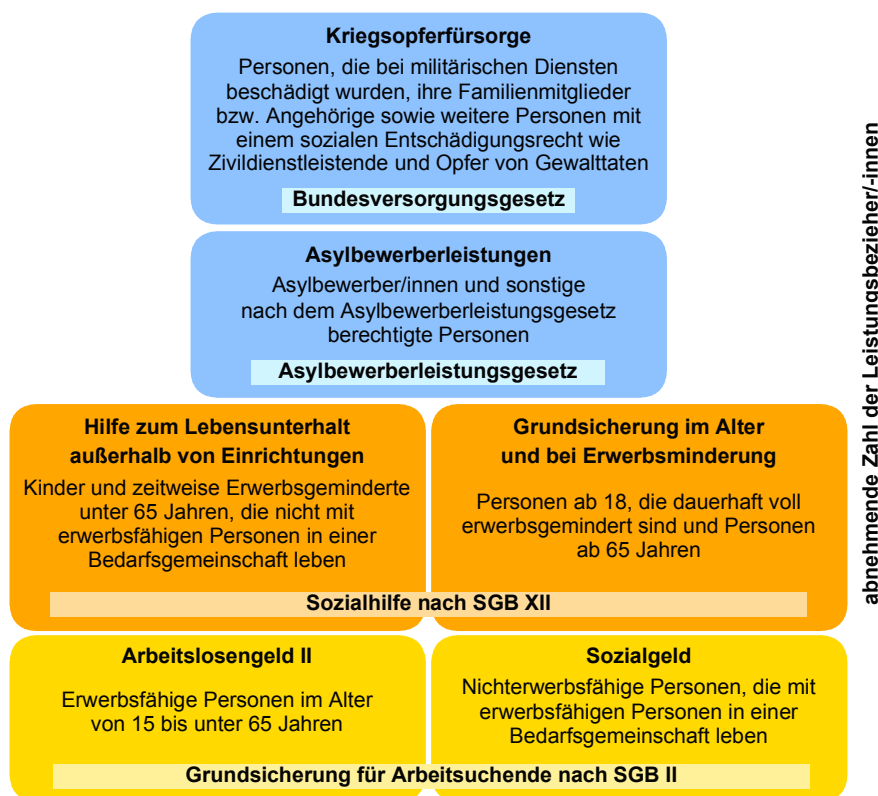 Kriegsopferfürsorge
Personen, die bei militärischen Diensten
beschädigt wurden, ihre Familienmitglieder
bzw. Angehörige sowie weitere Personen mit
einem sozialen Entschädigungsrecht wie
Zivildienstleistende und Opfer von Gewalttaten
Bundesversorgungsgesetz
Asylbewerberleistungen
Asylbewerber/innen und sonstige
nach dem Asylbewerberleistungsgesetz
berechtigte Personen
Asylbewerberleistungsgesetz
Hilfe zum Lebensunterhalt
außerhalb von Einrichtungen
Kinder und zeitweise Erwerbsgeminderte
unter 65 Jahren, die nicht mit
erwerbsfähigen Personen in einer
Bedarfsgemeinschaft leben
Grundsicherung im Alter
und bei Erwerbsminderung
Personen ab 18, die dauerhaft voll
erwerbsgemindert sind und Personen
ab 65 Jahren
Sozialhilfe nach SGB XII
Arbeitslosengeld II
Erwerbsfähige Personen im Alter
von 15 bis unter 65 Jahren
Sozialgeld
Nichterwerbsfähige Personen, die mit
erwerbsfähigen Personen in einer
Bedarfsgemeinschaft leben
Grundsicherung für Arbeitsuchende nach SGB II
abnehmende Zahl der Leistungsbezieher/-innen